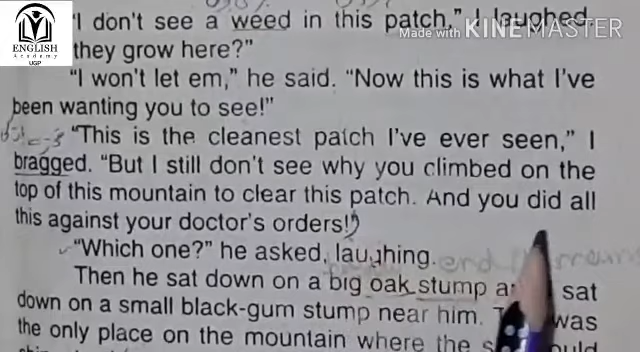 ENGLISH
Academy
UGP
Made with KINEMASTER
"I don't see a weed in this patch," I laughed.
they grow here?"
"I won't let em," he said. "Now this is what I've
been wanting you to see!"
"This is the cleanest patch I've ever seen," I
bragged. "But I still don't see why you climbed on the
top of this mountain to clear this patch. And you did all
this against your doctor's orders!"
"Which one?" he asked, laughing.
Then he sat down on a big oak stump a sat
down on a small black-gum stump near him. was
the only place on the mountain where the